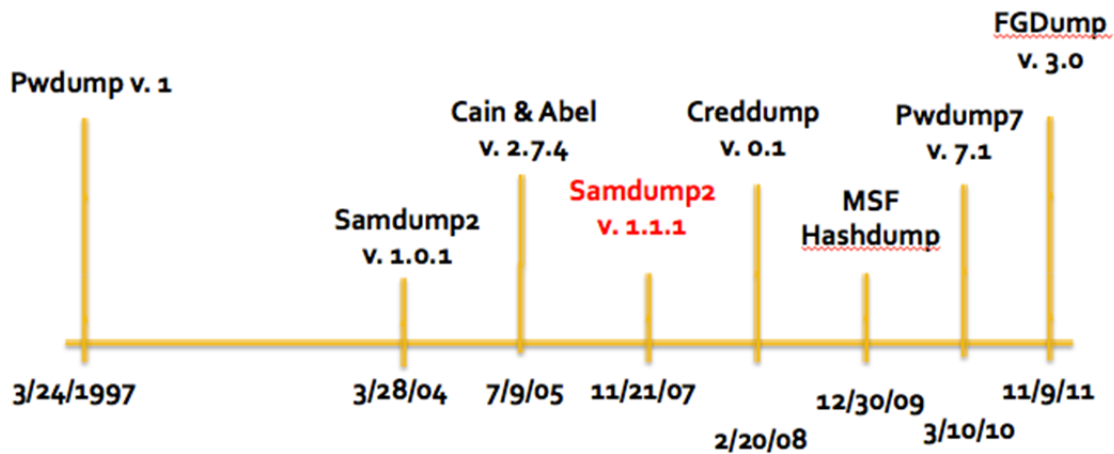 Pwdump v. 1
Samdump2
v. 1.0.1
Cain & Abel
v. 2.7.4
Samdump2
v. 1.1.1
Creddump
v. 0.1
MSF
Hashdump
Pwdump7
v. 7.1
FGDump
v. 3.0
3/24/1997
3/28/04
7/9/05
11/21/07
2/20/08
12/30/09
3/10/10
11/9/11